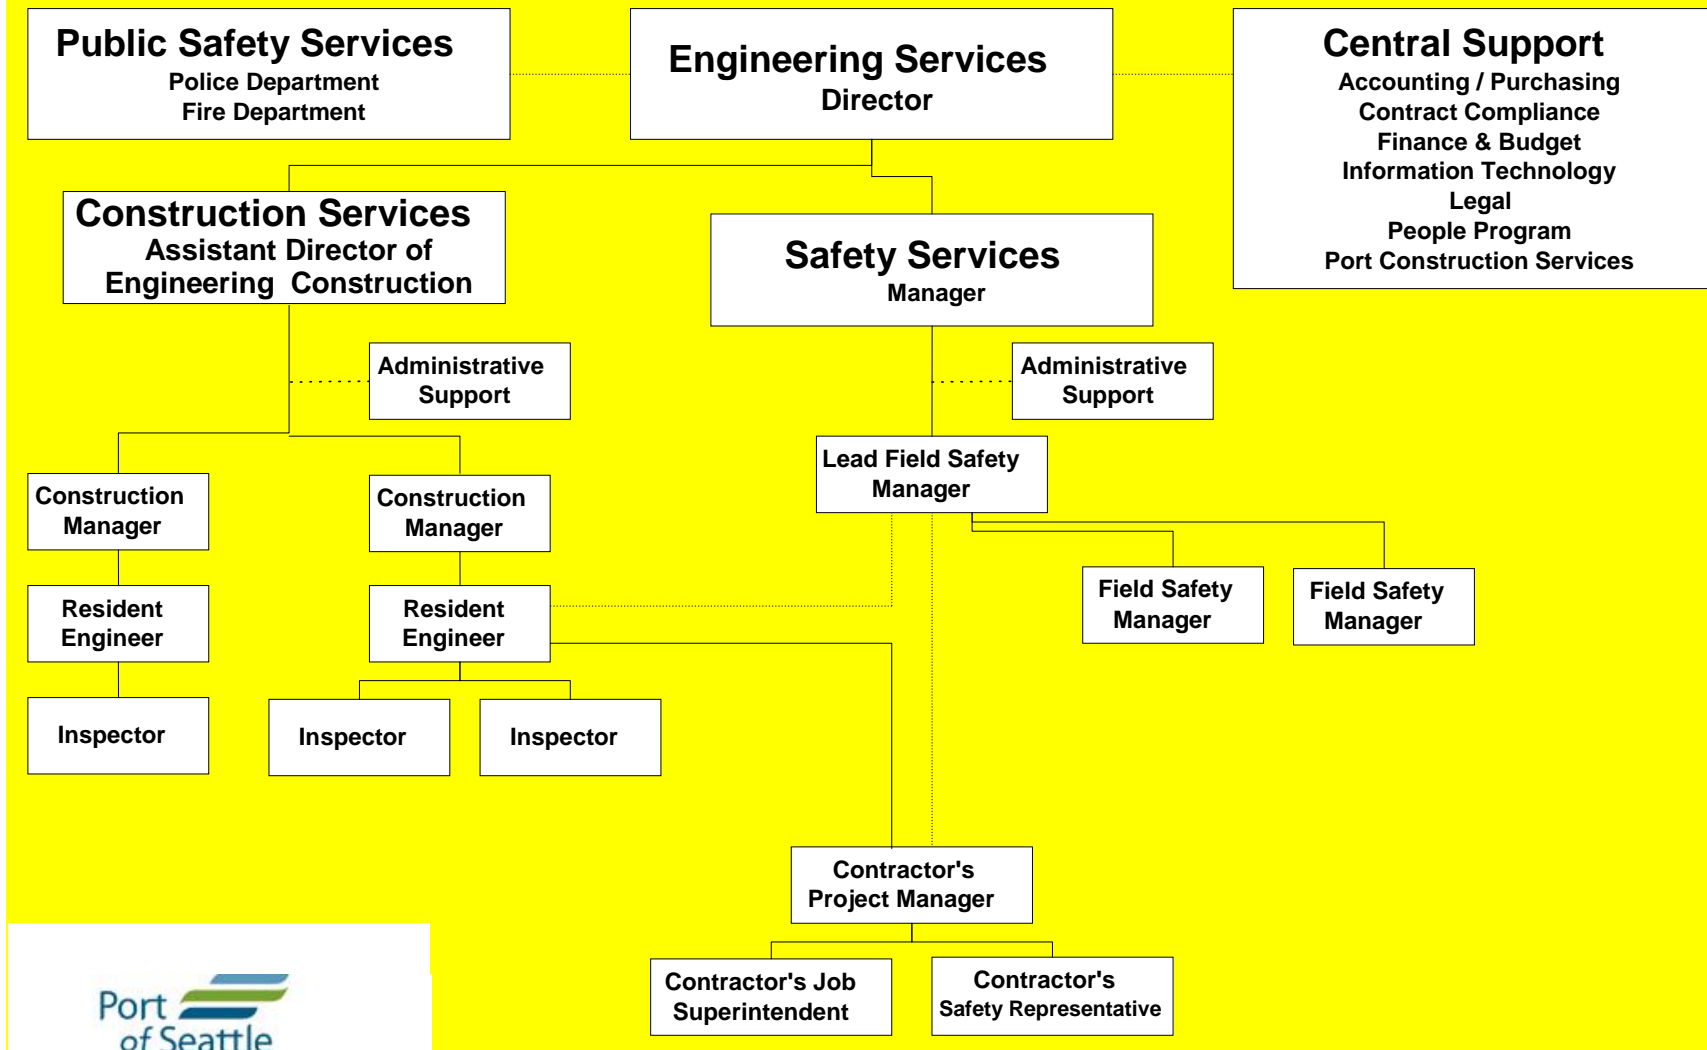 Public Safety Services
Police Department
Fire Department
Engineering Services
Director
Central Support
Accounting / Purchasing
Contract Compliance
Finance & Budget
Information Technology
Legal
People Program
Port Construction Services
Construction Services
Assistant Director of
Engineering Construction
Safety Services
Manager
Administrative
Support
Administrative
Support
Lead Field Safety
Manager
Construction
Manager
Construction
Manager
Field Safety
Manager
Field Safety
Manager
Resident
Engineer
Resident
Engineer
Inspector
Inspector
Inspector
Contractor's
Project Manager
Contractor's Job
Superintendent
Contractor's
Safety Representative
Port
of Seattle